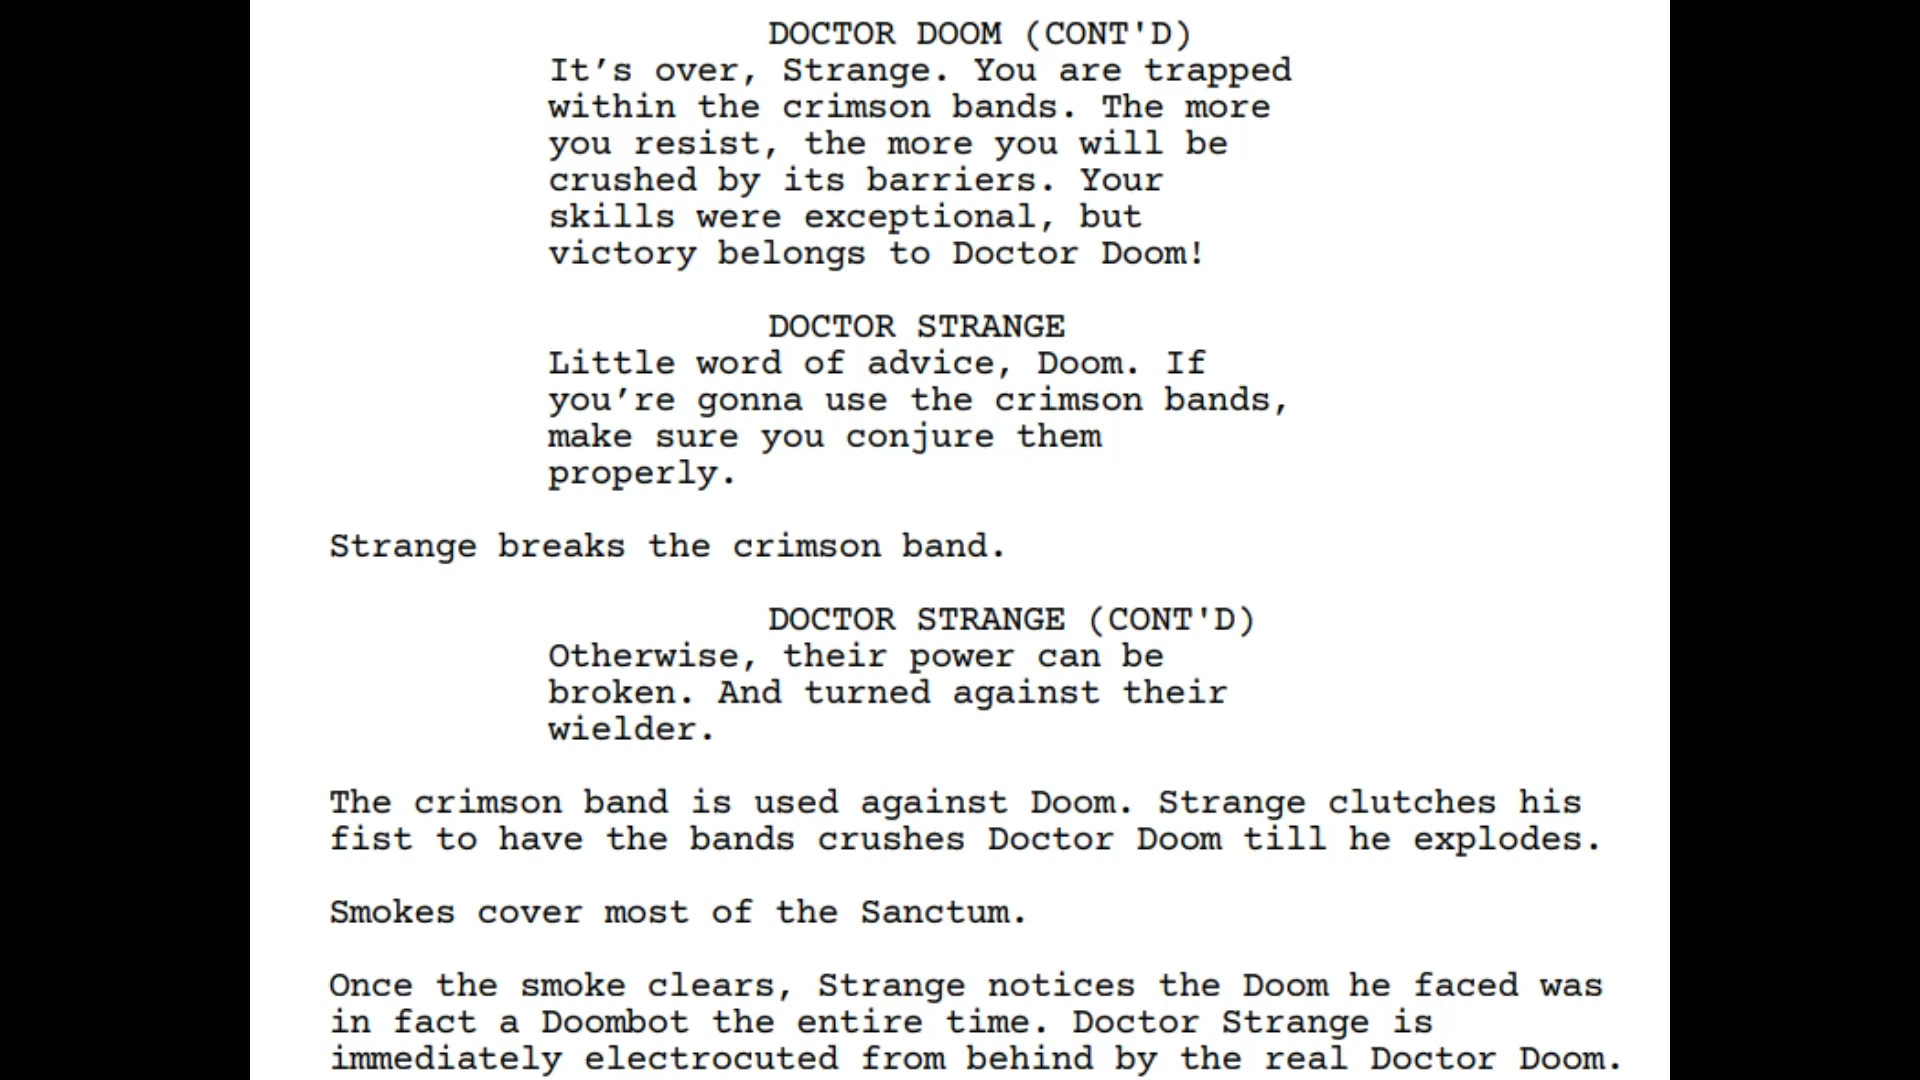 DOCTOR DOOM (CONT'D)
It’s over, Strange. You are trapped
within the crimson bands. The more
you resist, the more you will be
crushed by its barriers. Your
skills were exceptional, but
victory belongs to Doctor Doom!
DOCTOR STRANGE
Little word of advice, Doom. If
you’re gonna use the crimson bands,
make sure you conjure them
properly.
Strange breaks the crimson band.
DOCTOR STRANGE (CONT'D)
Otherwise, their power can be
broken. And turned against their
wielder.
The crimson band is used against Doom. Strange clutches his
fist to have the bands crushes Doctor Doom till he explodes.
Smokes cover most of the Sanctum.
Once the smoke clears, Strange notices the Doom he faced was
in fact a Doombot the entire time. Doctor Strange is
immediately electrocuted from behind by the real Doctor Doom.